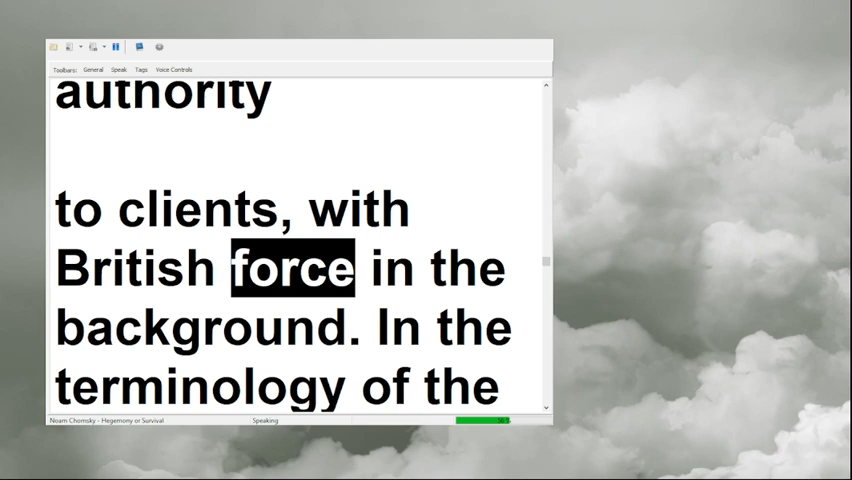 Toolbars: General Speak Tags Voice Controls
authority
to clients, with
British force in the
background. In the
terminology of the
Noam Chomsky - Hegemony or Survival Speaking